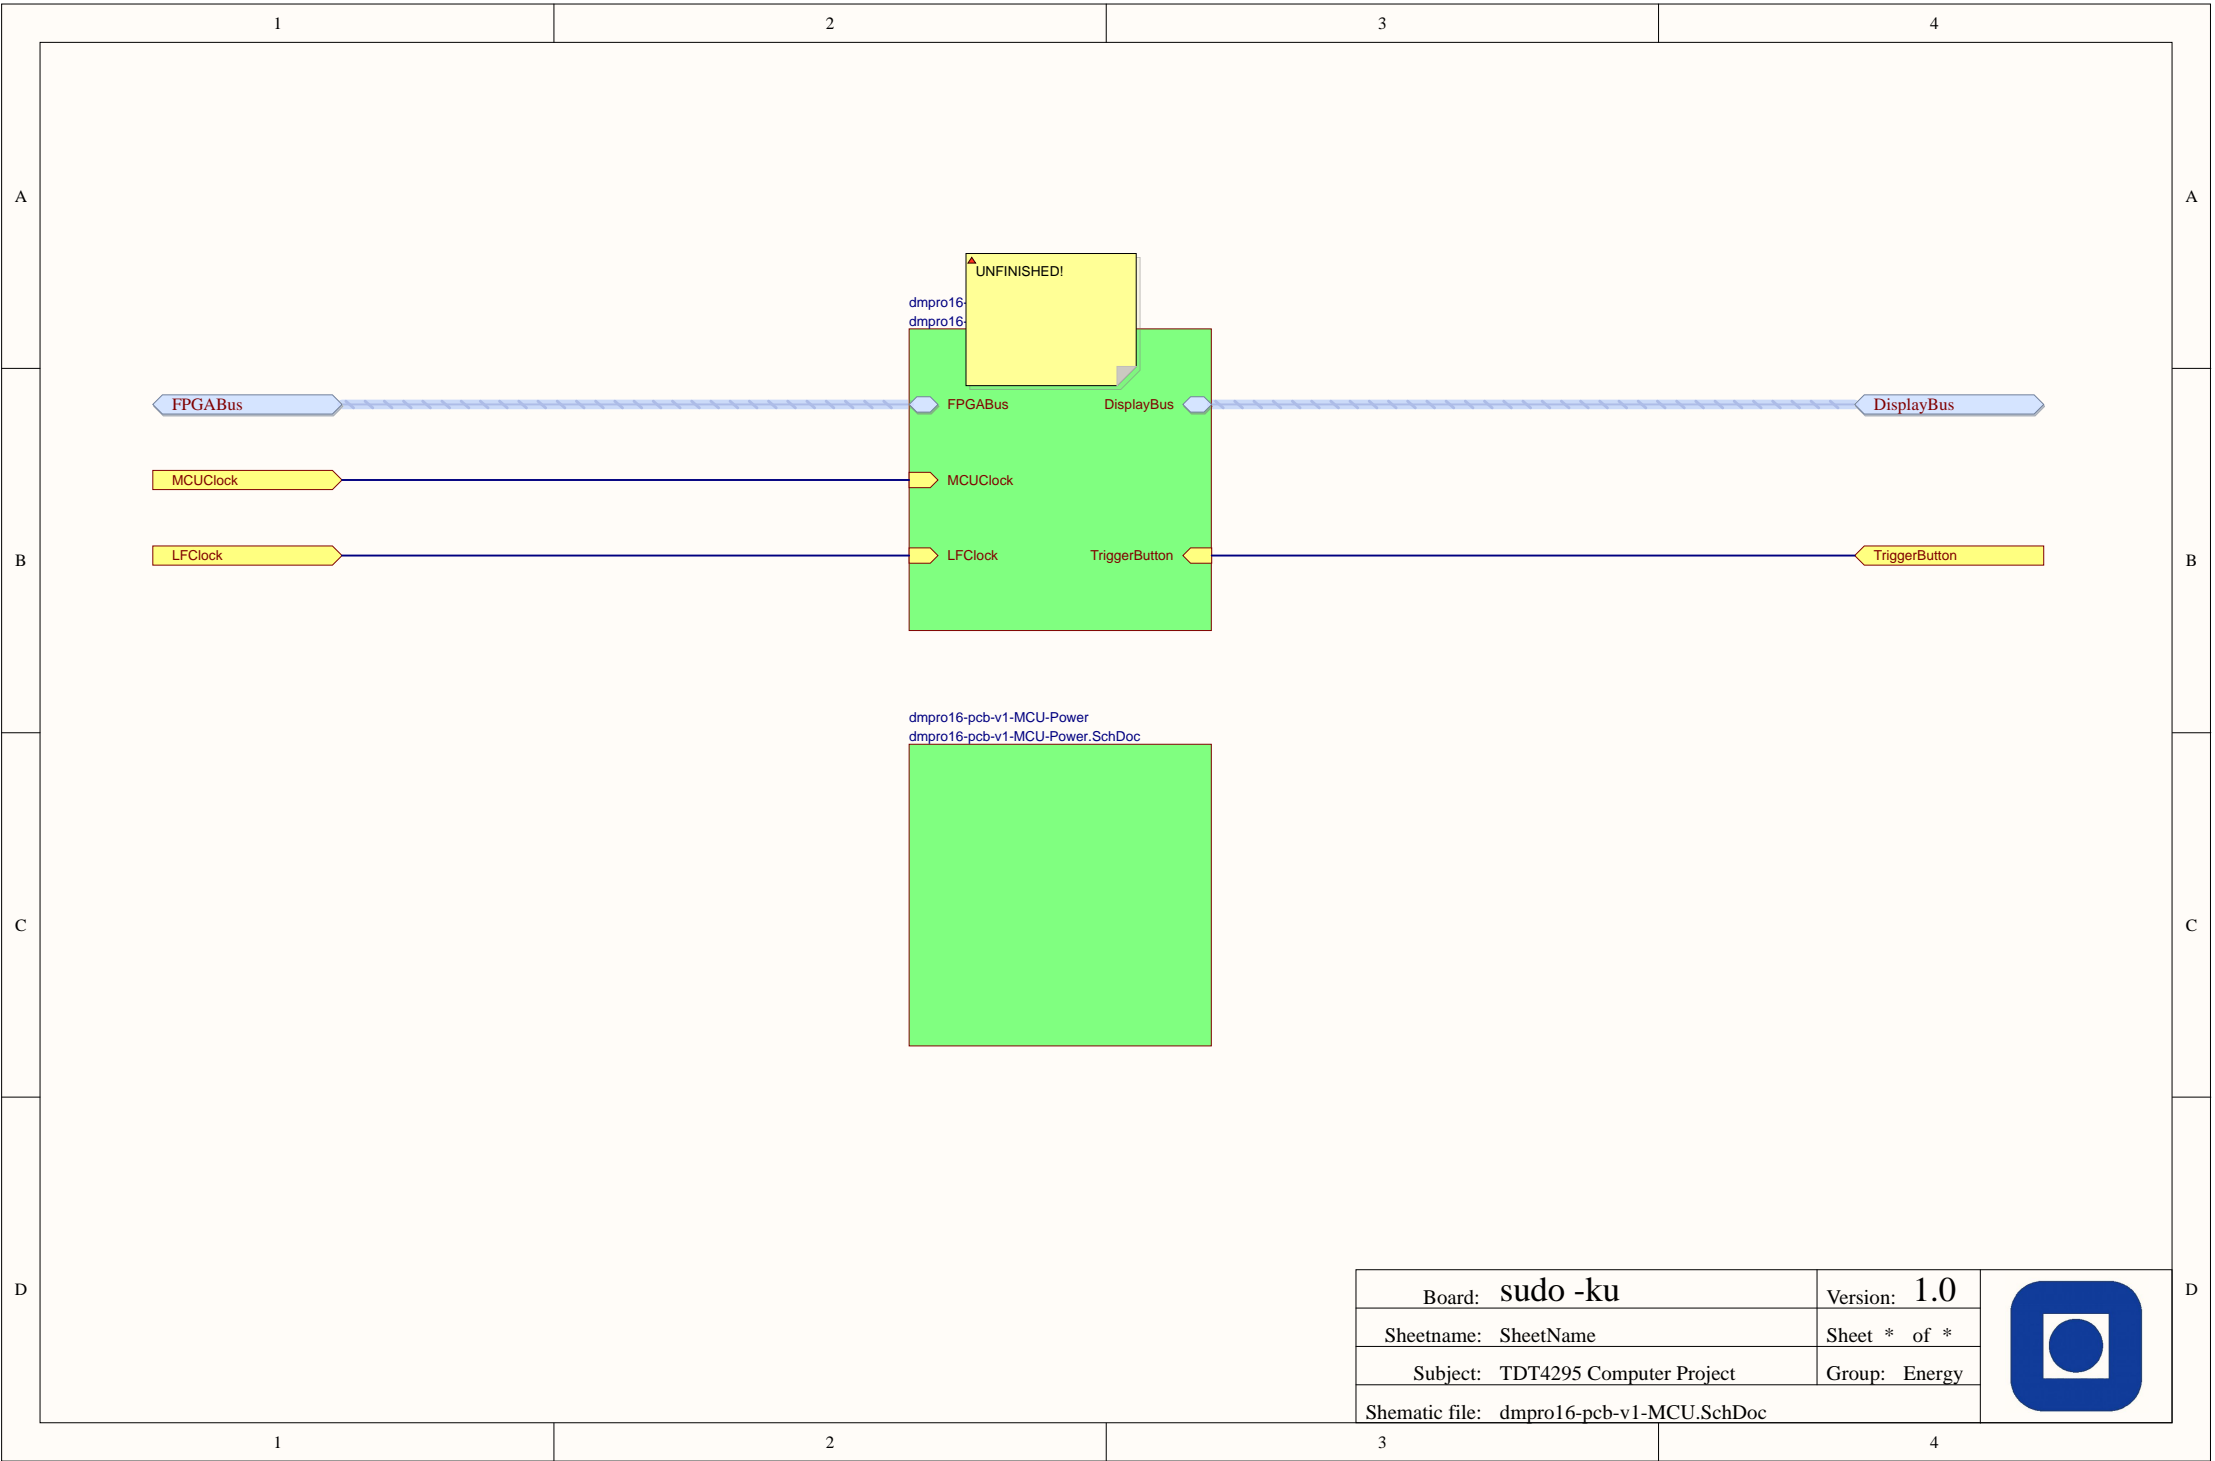 1 2 3 4
A A
UNFINISHED!
dmpro16-
dmpro16-
FPGABus FPGABus DisplayBus DisplayBus
MCUClock MCUClock
B B
LFClock LFClock TriggerButton TriggerButton
dmpro16-pcb-v1-MCU-Power
dmpro16-pcb-v1-MCU-Power.SchDoc
C C
D D
Board: sudo -ku Version: 1.0
Sheetname: SheetName Sheet * of *
Subject: TDT4295 Computer Project Group: Energy
Shematic file: dmpro16-pcb-v1-MCU.SchDoc
1 2 3 4